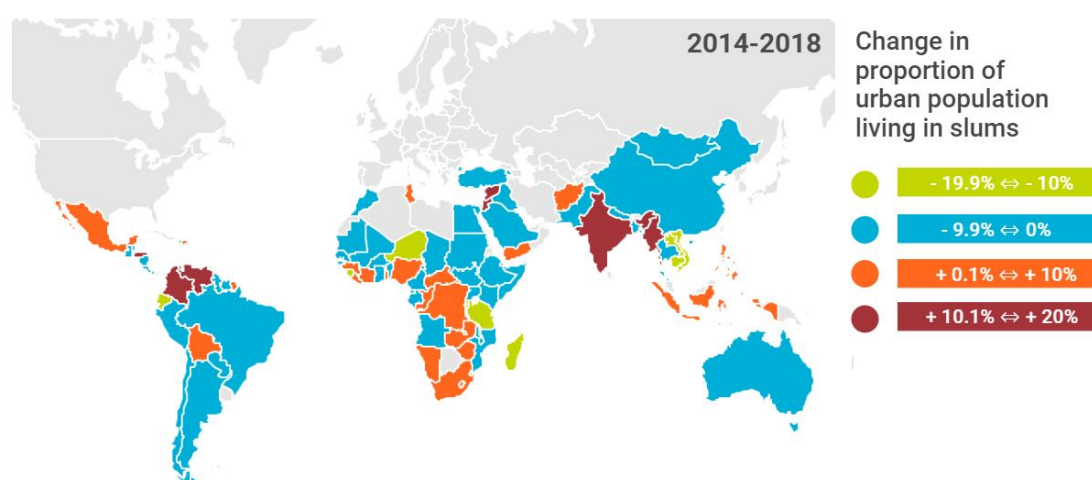 2014-2018
Change in
proportion of
urban population
living in slums
- 19.9% ⇔ - 10%
- 9.9% ⇔ 0%
+ 0.1% ⇔ + 10%
+ 10.1% ⇔ + 20%